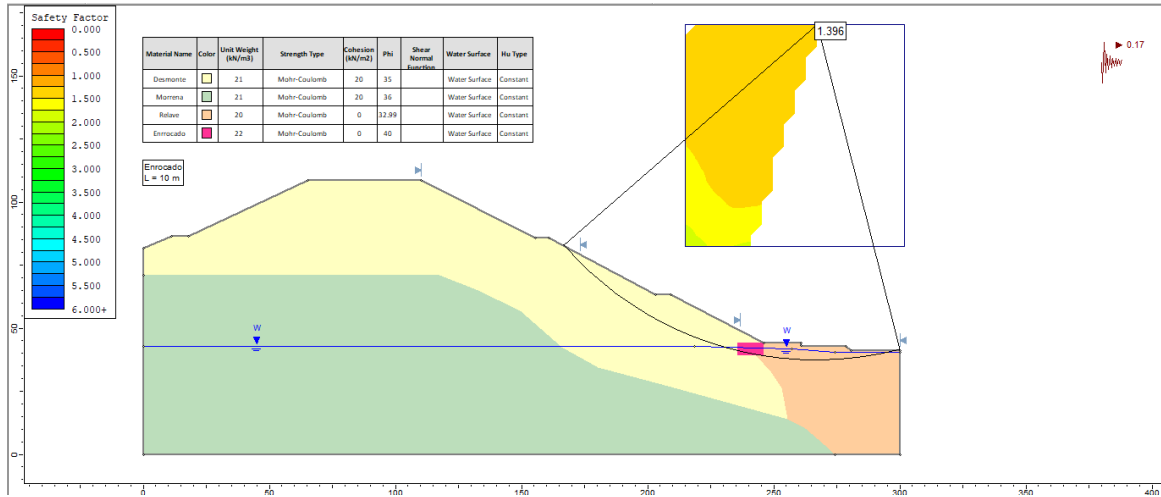 Safety Factor
0.000
0.500
1.000
1.500
2.000
2.500
3.000
3.500
4.000
4.500
5.000
5.500
6.000+
Material Name Color Unit Weight (kN/m3) Strength Type Cohesion (kN/m2) Phi Shear Normal Function Water Surface Hu Type
Desmonte 21 Mohr-Coulomb 20 35 Water Surface Constant
Morrena 21 Mohr-Coulomb 20 36 Water Surface Constant
Relave 20 Mohr-Coulomb 0 32.99 Water Surface Constant
Enrrocado 22 Mohr-Coulomb 0 40 Water Surface Constant
Enrocado
L = 10 m
1.396
0.17
W
W
150
100
50
0
0 50 100 150 200 250 300 350 400